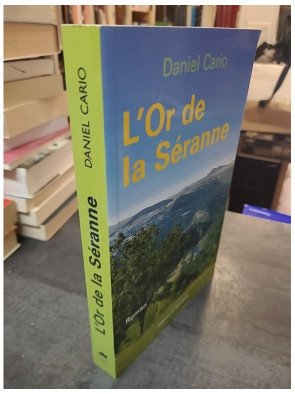 Daniel Cario
L'Or de
la Séranne
Roman
DANIEL CARIO
L'Or de la Séranne